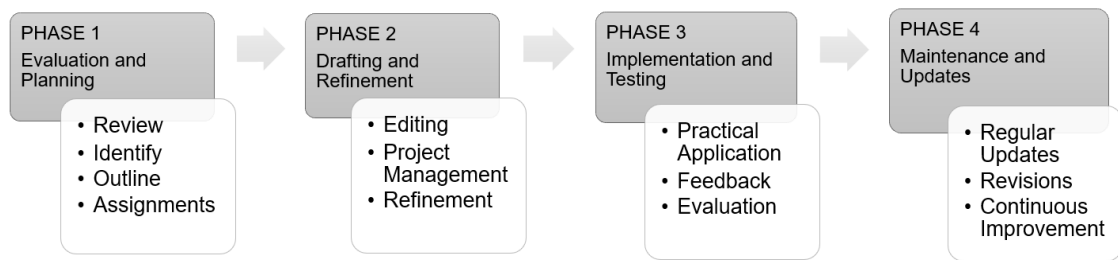 PHASE 1
Evaluation and
Planning
• Review
• Identify
• Outline
• Assignments
PHASE 2
Drafting and
Refinement
• Editing
• Project
Management
• Refinement
PHASE 3
Implementation and
Testing
• Practical
Application
• Feedback
• Evaluation
PHASE 4
Maintenance and
Updates
• Regular
Updates
• Revisions
• Continuous
Improvement